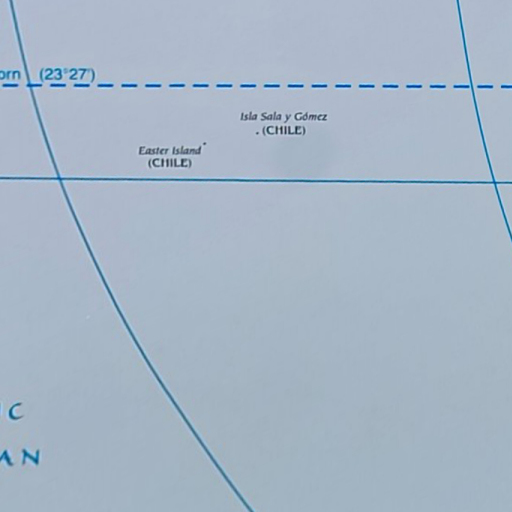 orn (23°27')
Isla Sala y Gómez
(CHILE)
Easter Island
(CHILE)
C
AN